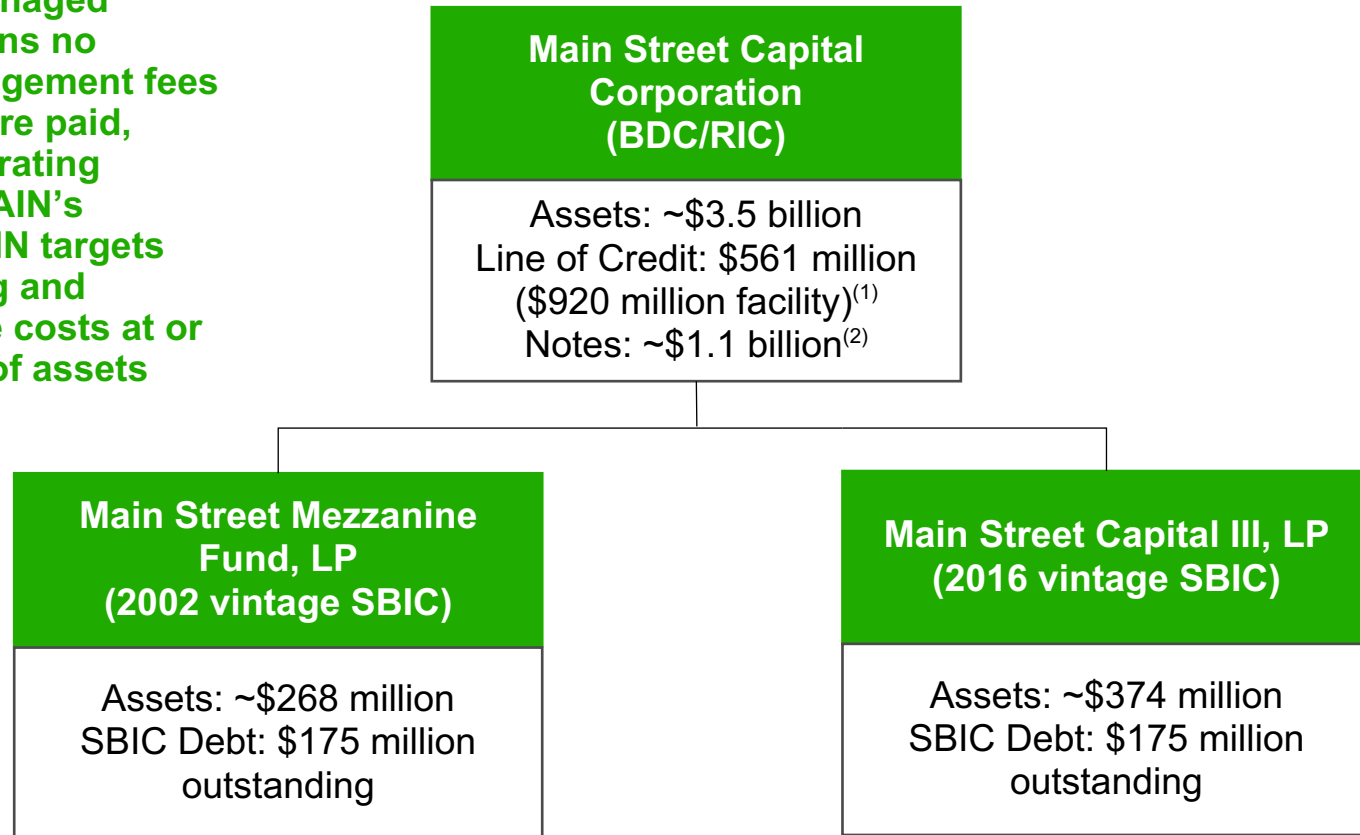 ns no
gement fees
re paid,
rating
AIN’s
IN targets
g and
e costs at or
of assets
Main Street Capital
Corporation
(BDC/RIC)
Assets: ~$3.5 billion
Line of Credit: $561 million
($920 million facility)(1)
Notes: ~$1.1 billion(2)
Main Street Mezzanine
Fund, LP
(2002 vintage SBIC)
Assets: ~$268 million
SBIC Debt: $175 million
outstanding
Main Street Capital III, LP
(2016 vintage SBIC)
Assets: ~$374 million
SBIC Debt: $175 million
outstanding